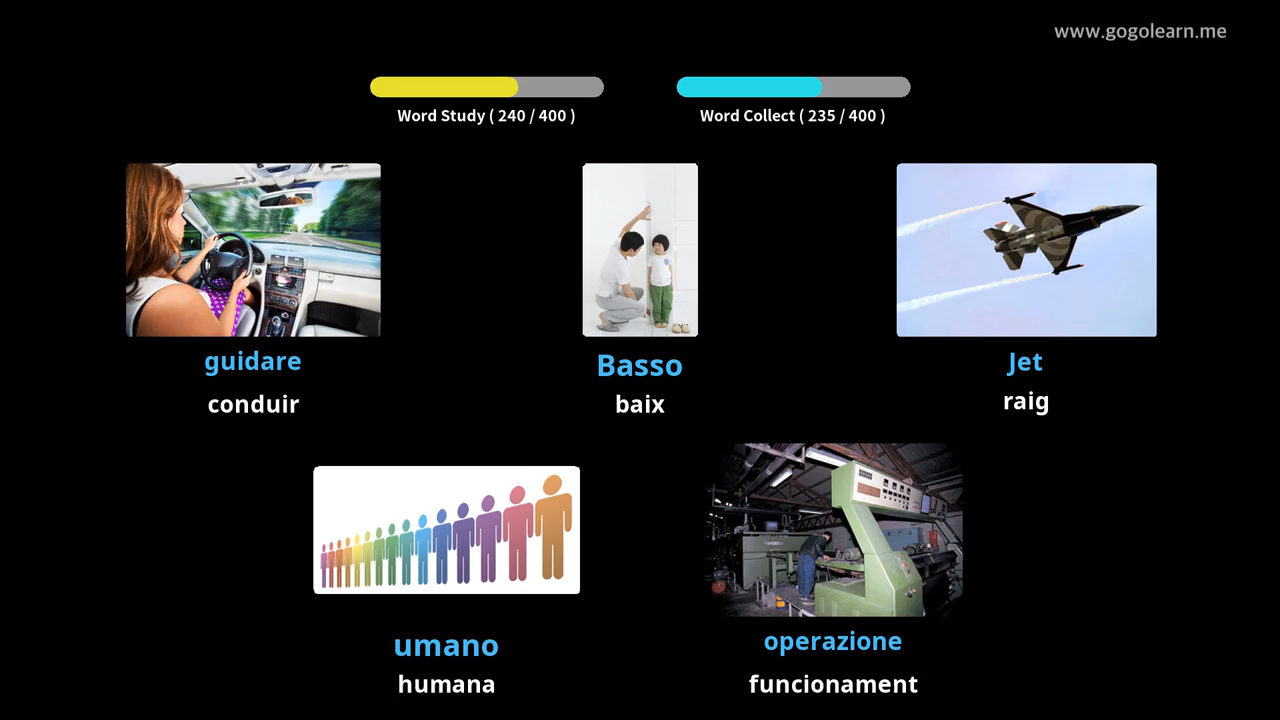 www.gogolearn.me
Word Study ( 240 / 400 )
Word Collect ( 235 / 400 )
guidare
conduir
Basso
baix
Jet
raig
umano
humana
operazione
funcionament